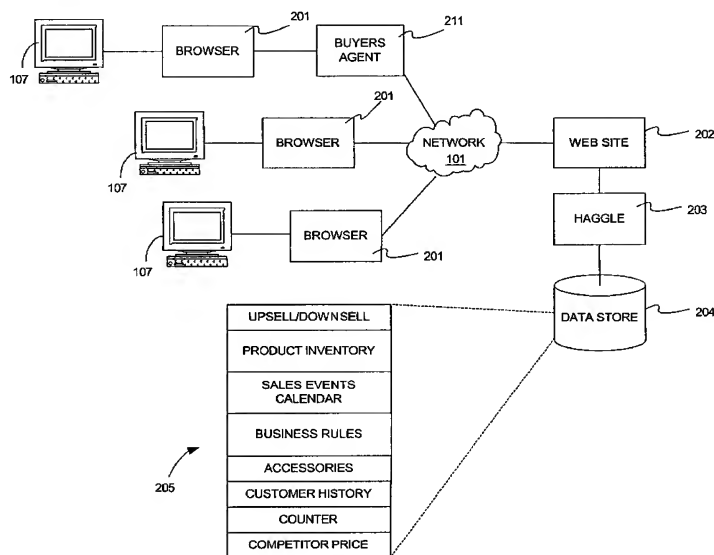 201
211
BROWSER
BUYERS
AGENT
107
201
202
BROWSER
NETWORK
101
WEB SITE
107
203
BROWSER
HAGGLE
107
201
DATA STORE
204
UPSELL/DOWNSELL
PRODUCT INVENTORY
SALES EVENTS
CALENDAR
BUSINESS RULES
ACCESSORIES
205
CUSTOMER HISTORY
COUNTER
COMPETITOR PRICE